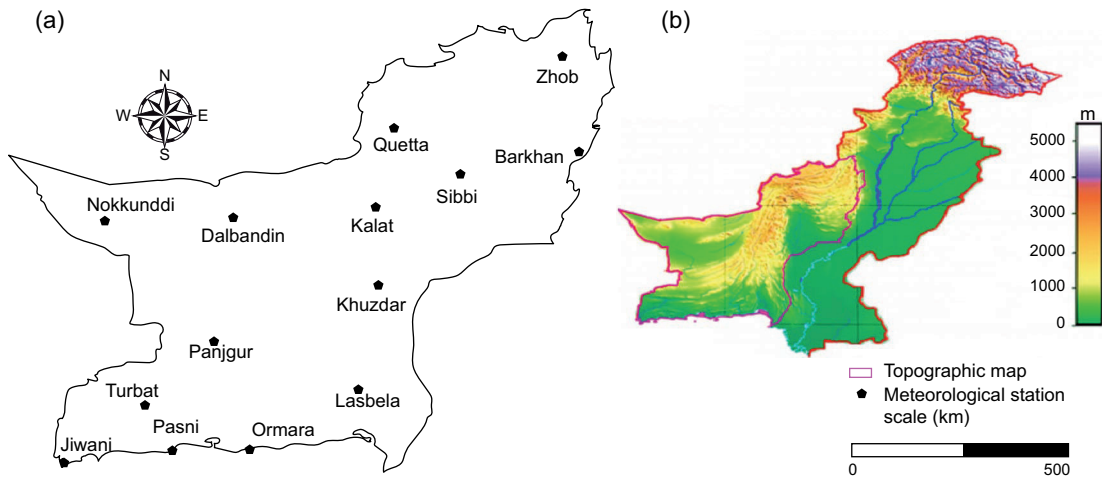 (a)
N
W E
S
Zhob
Quetta
Barkhan
Sibbi
Nokkunddi
Dalbandin
Kalat
Khuzdar
Panjgur
Turbat
Lasbela
Pasni
Ormara
Jiwani
(b)
m
5000
4000
3000
2000
1000
0
Topographic map
Meteorological station
scale (km)
0 500